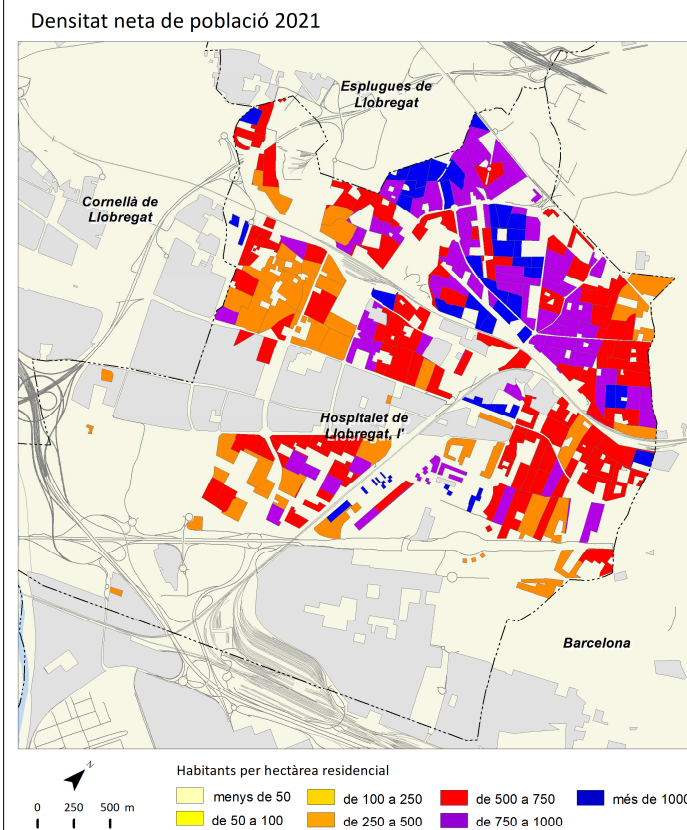 Densitat neta de població 2021
Esplugues de
Llobregat
Cornellà de
Llobregat
Hospitalet de
Llobregat, l'
Barcelona
N
0 250 500 m
Habitants per hectàrea residencial
menys de 50
de 100 a 250
de 500 a 750
més de 1000
de 50 a 100
de 250 a 500
de 750 a 1000